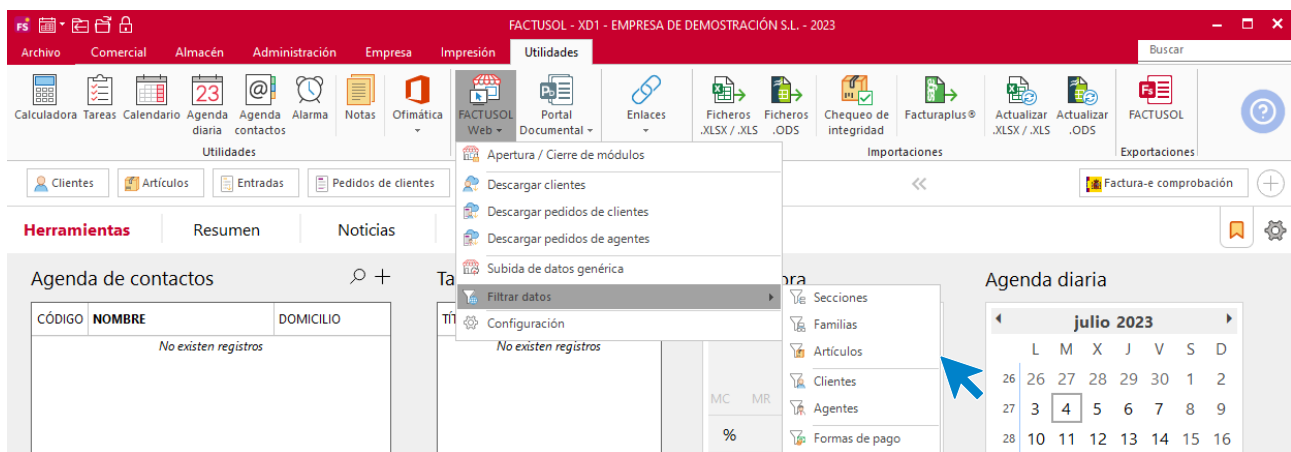 FS
FACTUSOL - XD1 - EMPRESA DE DEMOSTRACIÓN S.L. - 2023
Archivo Comercial Almacén Administración Empresa Impresión Utilidades Buscar
Calculadora Tareas Calendario Agenda diaria Agenda contactos Alarma Notas Ofimática
23
Utilidades
FACTUSOL Web
Portal Documental
Enlaces
Ficheros .XLSX / .XLS
Ficheros .ODS
Chequeo de integridad
Facturaplus®
Actualizar .XLSX / .XLS
Actualizar .ODS
Importaciones
FACTUSOL
Exportaciones
Clientes Artículos Entradas Pedidos de clientes
Factura-e comprobación
Apertura / Cierre de módulos
Descargar clientes
Descargar pedidos de clientes
Descargar pedidos de agentes
Subida de datos genérica
Filtrar datos
Configuración
Secciones
Familias
Artículos
Clientes
Agentes
Formas de pago
Herramientas Resumen Noticias
Agenda de contactos
CÓDIGO NOMBRE DOMICILIO
No existen registros
Ta
TÍT
No existen registros
ora
MC MR
%
Agenda diaria
julio 2023
L M X J V S D
26 26 27 28 29 30 1 2
27 3 4 5 6 7 8 9
28 10 11 12 13 14 15 16